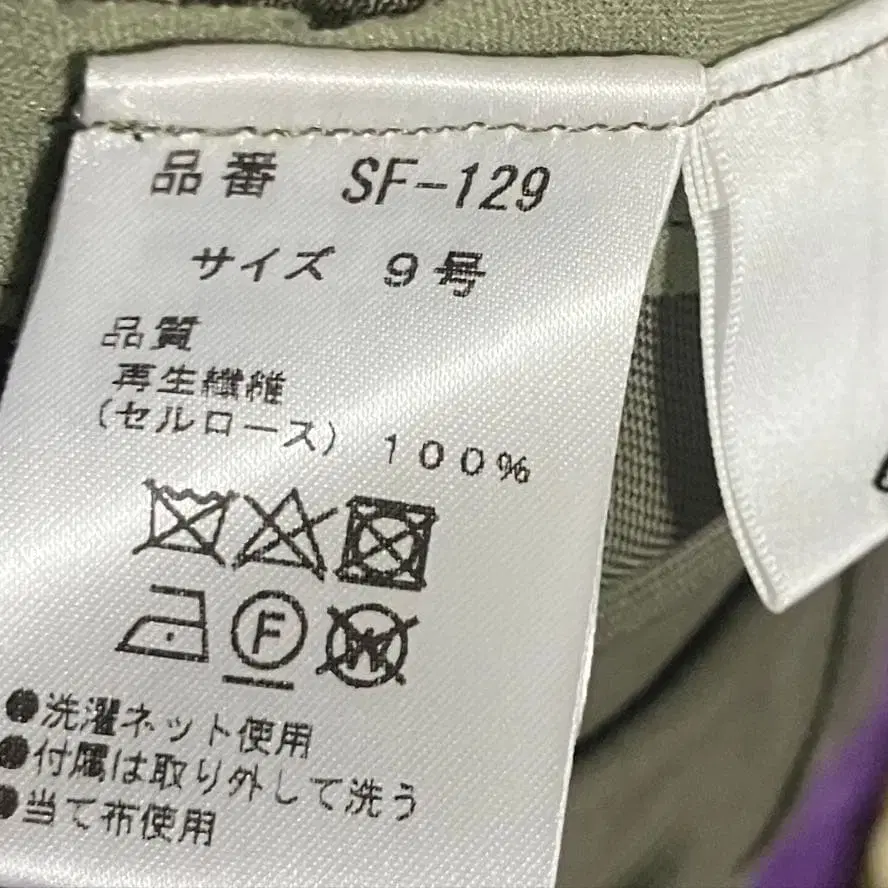 品番 SF-129
サイズ 9号
品質
再生繊維
(セルロース) 100%
F
W
●洗濯ネット使用
●付属は取り外して洗う
●当て布使用